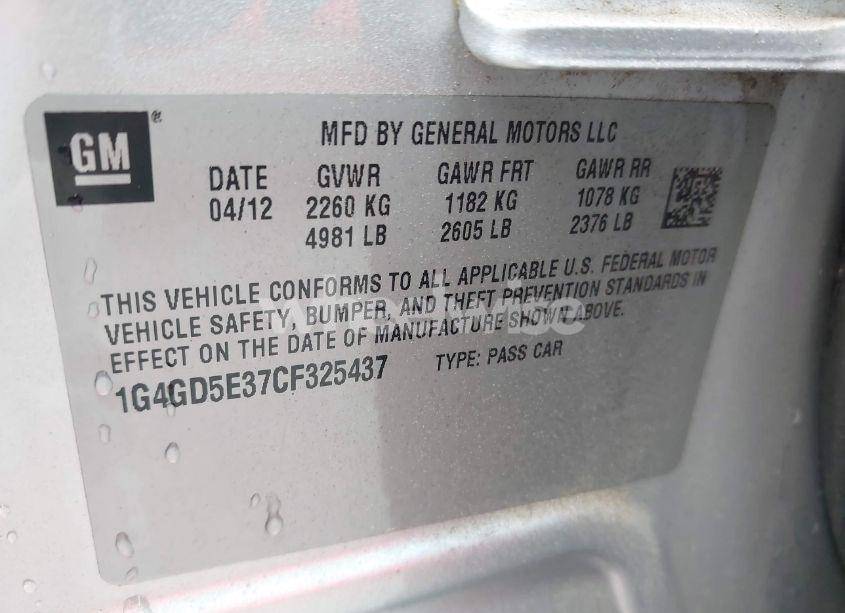 GM
MFD BY GENERAL MOTORS LLC
DATE GVWR GAWR FRT GAWR RR
04/12 2260 KG 1182 KG 1078 KG
4981 LB 2605 LB 2376 LB
THIS VEHICLE CONFORMS TO ALL APPLICABLE U.S. FEDERAL MOTOR
VEHICLE SAFETY, BUMPER, AND THEFT PREVENTION STANDARDS IN
EFFECT ON THE DATE OF MANUFACTURE SHOWN ABOVE.
1G4GD5E37CF325437 TYPE: PASS CAR